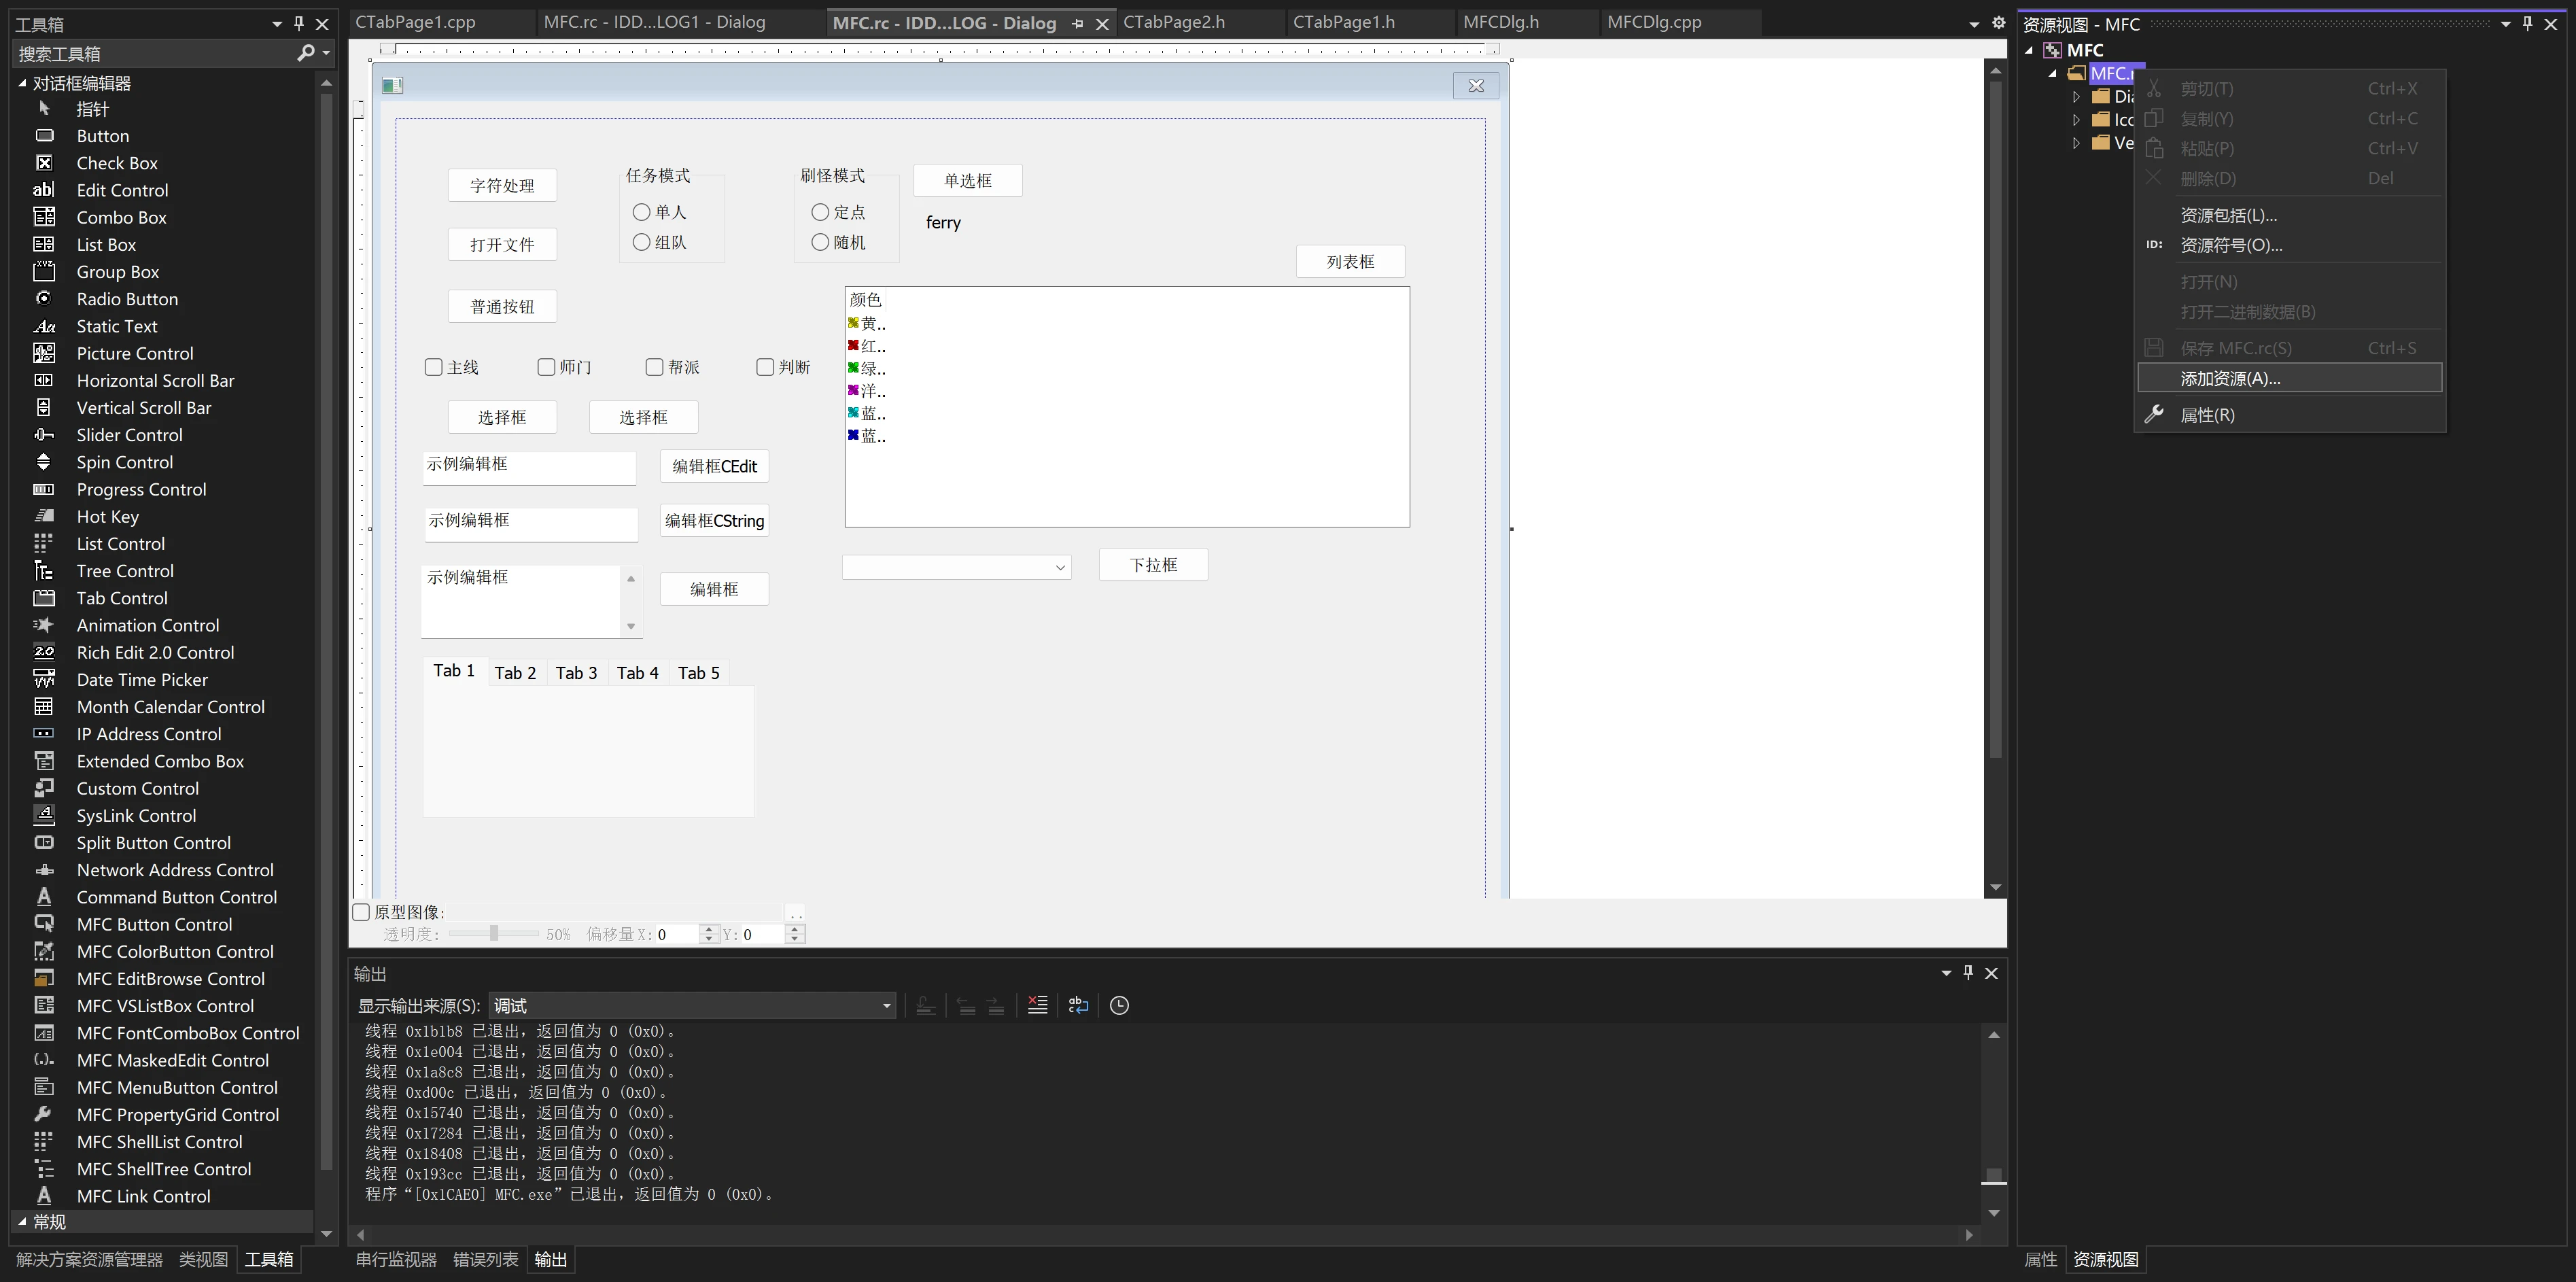 工具箱
搜索工具箱
对话框编辑器
指针
Button
Check Box
Edit Control
Combo Box
List Box
Group Box
Radio Button
Static Text
Picture Control
Horizontal Scroll Bar
Vertical Scroll Bar
Slider Control
Spin Control
Progress Control
Hot Key
List Control
Tree Control
Tab Control
Animation Control
Rich Edit 2.0 Control
Date Time Picker
Month Calendar Control
IP Address Control
Extended Combo Box
Custom Control
SysLink Control
Split Button Control
Network Address Control
Command Button Control
MFC Button Control
MFC ColorButton Control
MFC EditBrowse Control
MFC VSListBox Control
MFC FontComboBox Control
MFC MaskedEdit Control
MFC MenuButton Control
MFC PropertyGrid Control
MFC ShellList Control
MFC ShellTree Control
MFC Link Control
常规
解决方案资源管理器 类视图 工具箱
CTabPage1.cpp MFC.rc - IDD...LOG1 - Dialog MFC.rc - IDD...LOG - Dialog CTabPage2.h CTabPage1.h MFCDlg.h MFCDlg.cpp
字符处理 任务模式 刷怪模式 单选框
单人 定点
ferry
打开文件 组队 随机
列表框
普通按钮
颜色
黄..
红..
绿..
洋..
蓝..
蓝..
主线 师门 帮派 判断
选择框 选择框
示例编辑框 编辑框CEdit
示例编辑框 编辑框CString
示例编辑框 编辑框
下拉框
Tab 1 Tab 2 Tab 3 Tab 4 Tab 5
原型图像: ..
透明度: 50% 偏移量 X: 0 Y: 0
输出
显示输出来源(S): 调试
线程 0x1b1b8 已退出，返回值为 0 (0x0)。
线程 0x1e004 已退出，返回值为 0 (0x0)。
线程 0x1a8c8 已退出，返回值为 0 (0x0)。
线程 0xd00c 已退出，返回值为 0 (0x0)。
线程 0x15740 已退出，返回值为 0 (0x0)。
线程 0x17284 已退出，返回值为 0 (0x0)。
线程 0x18408 已退出，返回值为 0 (0x0)。
线程 0x193cc 已退出，返回值为 0 (0x0)。
程序“[0x1CAE0] MFC.exe”已退出，返回值为 0 (0x0)。
串行监视器 错误列表 输出
资源视图 - MFC
MFC
MFC.r
Dia
Icc
Ve
剪切(T) Ctrl+X
复制(Y) Ctrl+C
粘贴(P) Ctrl+V
删除(D) Del
资源包括(L)...
ID: 资源符号(O)...
打开(N)
打开二进制数据(B)
保存 MFC.rc(S) Ctrl+S
添加资源(A)...
属性(R)
属性 资源视图